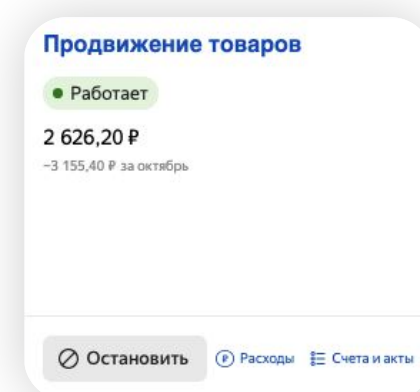 Продвижение товаров
Работает
2 626,20 ₽
−3 155,40 ₽ за октябрь
Остановить Расходы Счета и акты